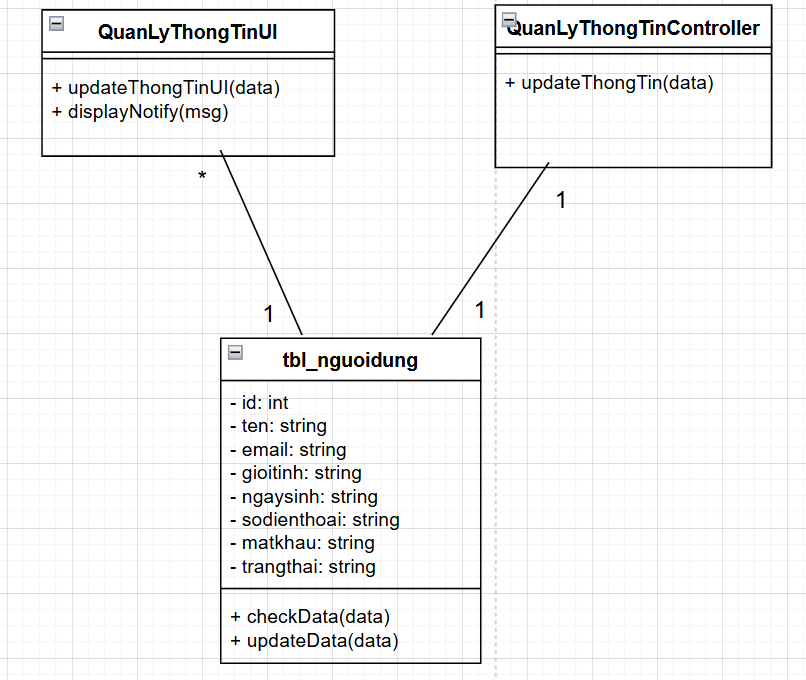 QuanLyThongTinUI
+ updateThongTinUI(data)
+ displayNotify(msg)
QuanLyThongTinController
+ updateThongTin(data)
*
1
1
1
tbl_nguoidung
- id: int
- ten: string
- email: string
- gioitinh: string
- ngaysinh: string
- sodienthoai: string
- matkhau: string
- trangthai: string
+ checkData(data)
+ updateData(data)